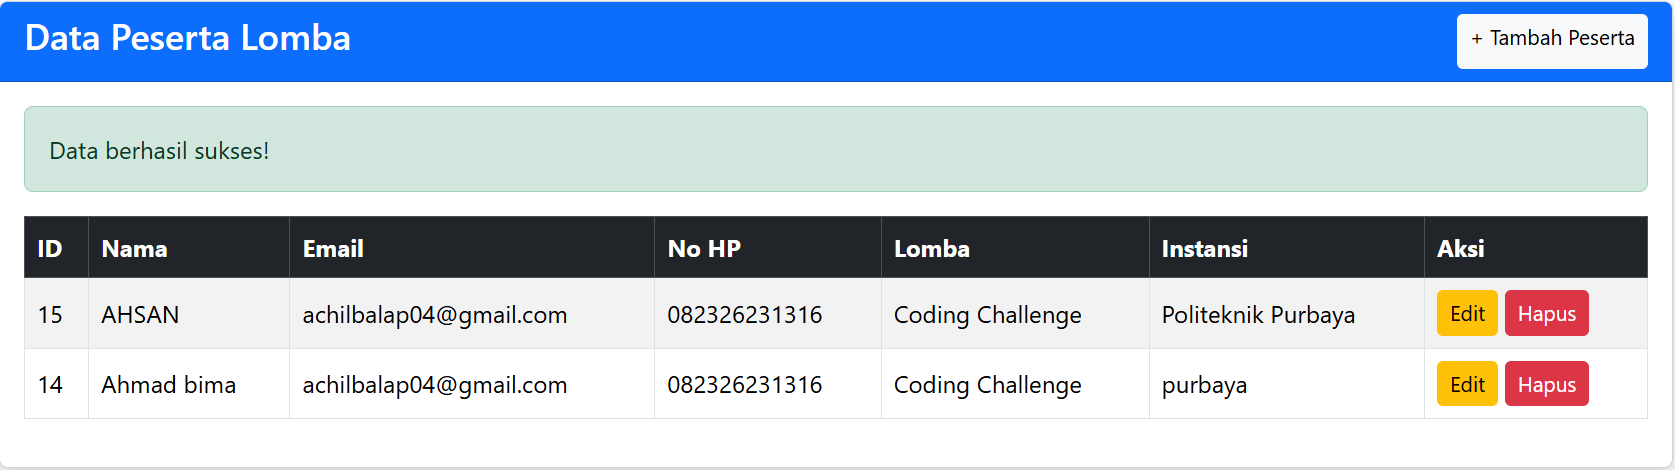 Data Peserta Lomba + Tambah Peserta
Data berhasil sukses!
ID Nama Email No HP Lomba Instansi Aksi
15 AHSAN achilbalap04@gmail.com 082326231316 Coding Challenge Politeknik Purbaya Edit Hapus
14 Ahmad bima achilbalap04@gmail.com 082326231316 Coding Challenge purbaya Edit Hapus